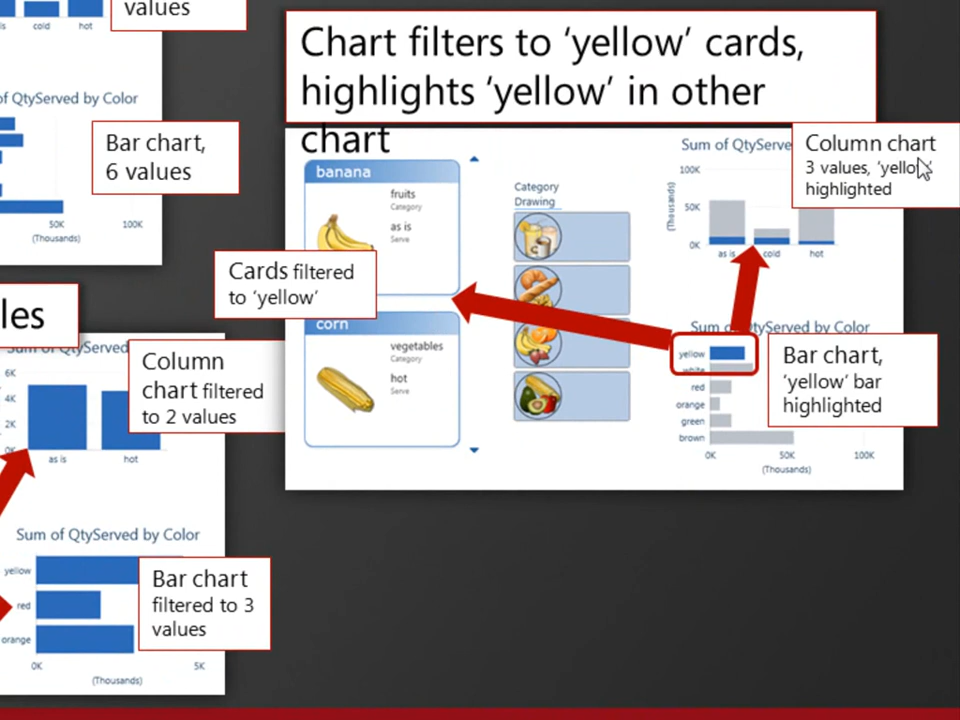 values
is cold hot
of QtyServed by Color
Bar chart,
6 values
50K 100K
(Thousands)
les
Sum of QtyServed b
Column
chart filtered
to 2 values
6K
4K
2K
0K
as is hot
Sum of QtyServed by Color
yellow
red
orange
Bar chart
filtered to 3
values
0K 5K
(Thousands)
Chart filters to ‘yellow’ cards,
highlights ‘yellow’ in other
chart
banana
fruits
Category
as is
Serve
Cards filtered
to ‘yellow’
corn
vegetables
Category
hot
Serve
Category
Drawing
Sum of QtyServe
100K
50K
0K
(Thousands)
as is cold hot
Column chart
3 values, ‘yellow’
highlighted
Sum of QtyServed by Color
yellow
white
red
orange
green
brown
0K 50K 100K
(Thousands)
Bar chart,
‘yellow’ bar
highlighted